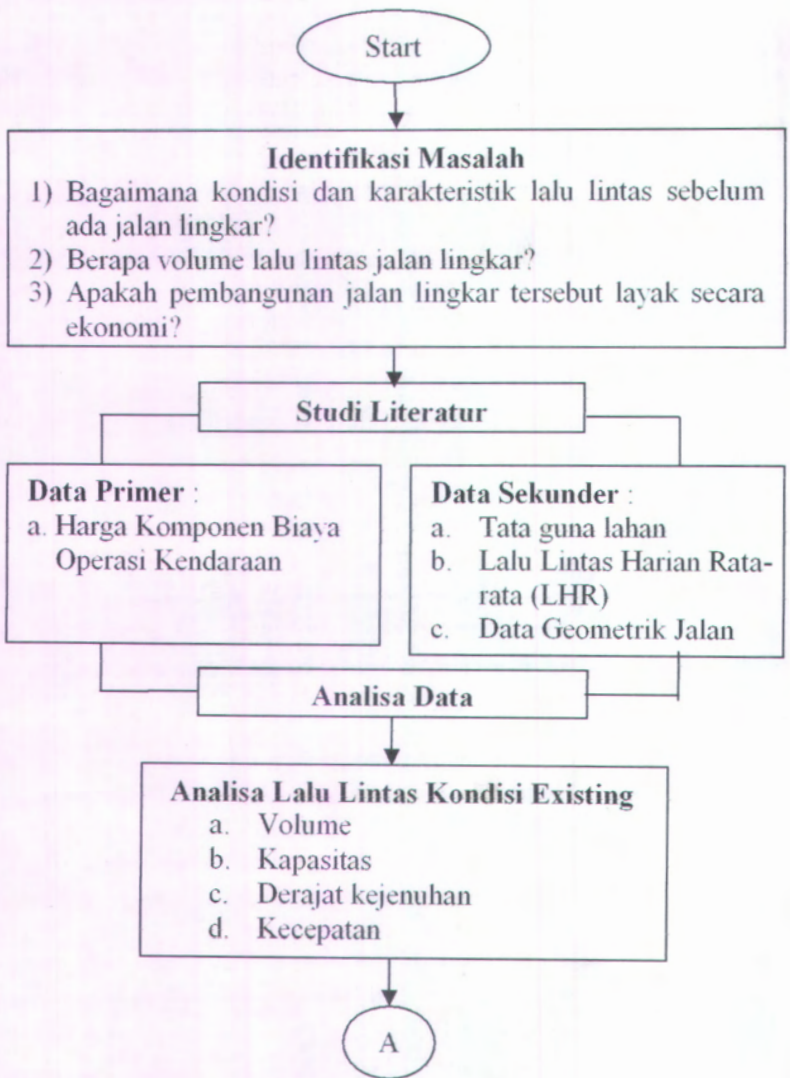 Start
Identifikasi Masalah
1) Bagaimana kondisi dan karakteristik lalu lintas sebelum
ada jalan lingkar?
2) Berapa volume lalu lintas jalan lingkar?
3) Apakah pembangunan jalan lingkar tersebut layak secara
ekonomi?
Studi Literatur
Data Primer :
a. Harga Komponen Biaya
Operasi Kendaraan
Data Sekunder :
a. Tata guna lahan
b. Lalu Lintas Harian Rata-
rata (LHR)
c. Data Geometrik Jalan
Analisa Data
Analisa Lalu Lintas Kondisi Existing
a. Volume
b. Kapasitas
c. Derajat kejenuhan
d. Kecepatan
A